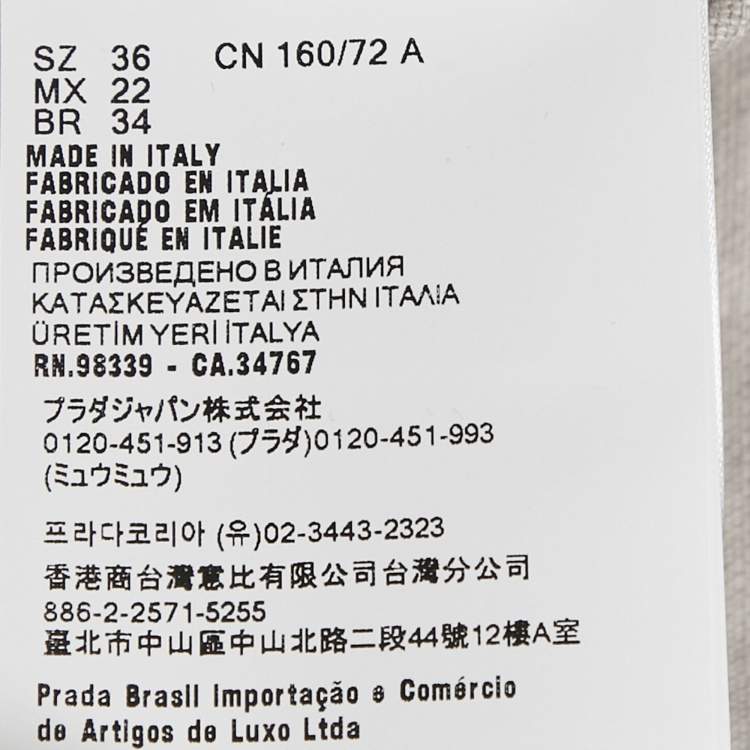 SZ 36 CN 160/72 A
MX 22
BR 34
MADE IN ITALY
FABRICADO EN ITALIA
FABRICADO EM ITÁLIA
FABRIQUÉ EN ITALIE
ПРОИЗВЕДЕНО В ИТАЛИЯ
ΚΑΤΑΣΚΕΥΑΖΕΤΑΙ ΣΤΗΝ ΙΤΑΛΙΑ
ÜRETİM YERİ İTALYA
RN.98339 - CA.34767
プラダジャパン株式会社
0120-451-913 (プラダ)0120-451-993
(ミュウミュウ)
프라다코리아 (유)02-3443-2323
香港商台灣意比有限公司台灣分公司
886-2-2571-5255
臺北市中山區中山北路二段44號12樓A室
Prada Brasil Importação e Comércio
de Artigos de Luxo Ltda